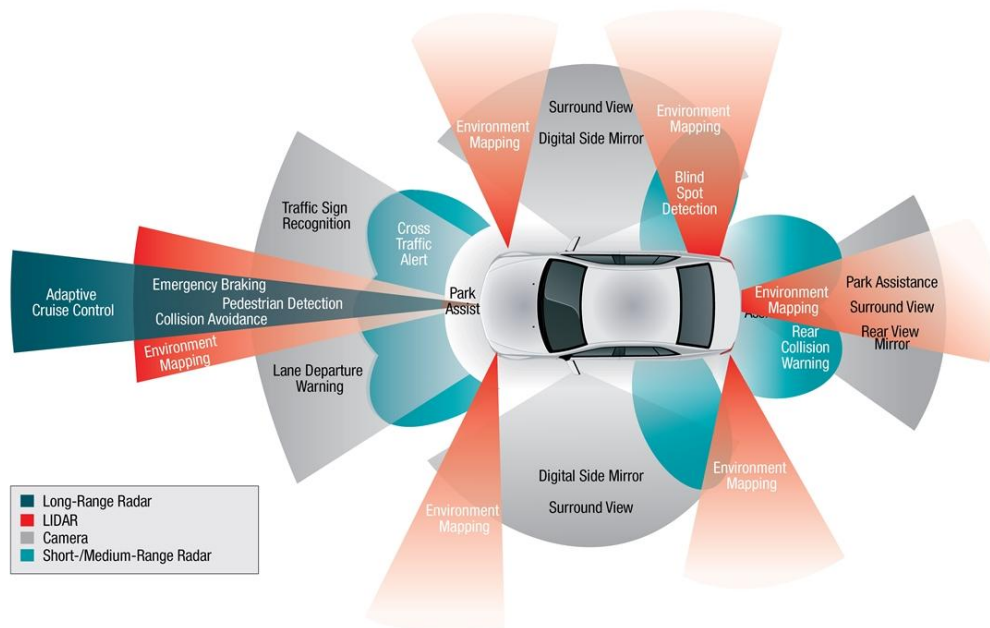 Surround View
Digital Side Mirror
Environment
Mapping
Environment
Mapping
Blind
Spot
Detection
Traffic Sign
Recognition
Cross
Traffic
Alert
Adaptive
Cruise Control
Emergency Braking
Pedestrian Detection
Collision Avoidance
Environment
Mapping
Lane Departure
Warning
Park
Assist
Environment
Mapping
Rear
Collision
Warning
Park Assistance
Surround View
Rear View
Mirror
Digital Side Mirror
Surround View
Environment
Mapping
Environment
Mapping
Long-Range Radar
LIDAR
Camera
Short-/Medium-Range Radar